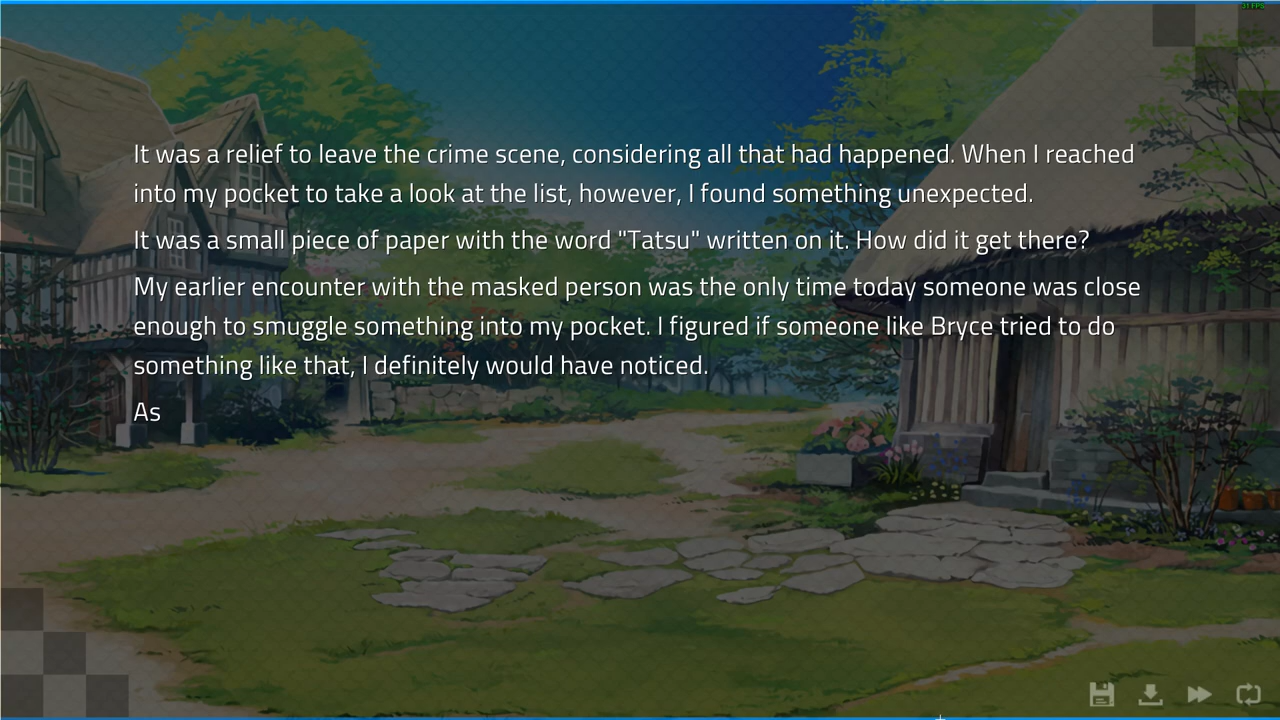 31 FPS
It was a relief to leave the crime scene, considering all that had happened. When I reached
into my pocket to take a look at the list, however, I found something unexpected.
It was a small piece of paper with the word "Tatsu" written on it. How did it get there?
My earlier encounter with the masked person was the only time today someone was close
enough to smuggle something into my pocket. I figured if someone like Bryce tried to do
something like that, I definitely would have noticed.
As